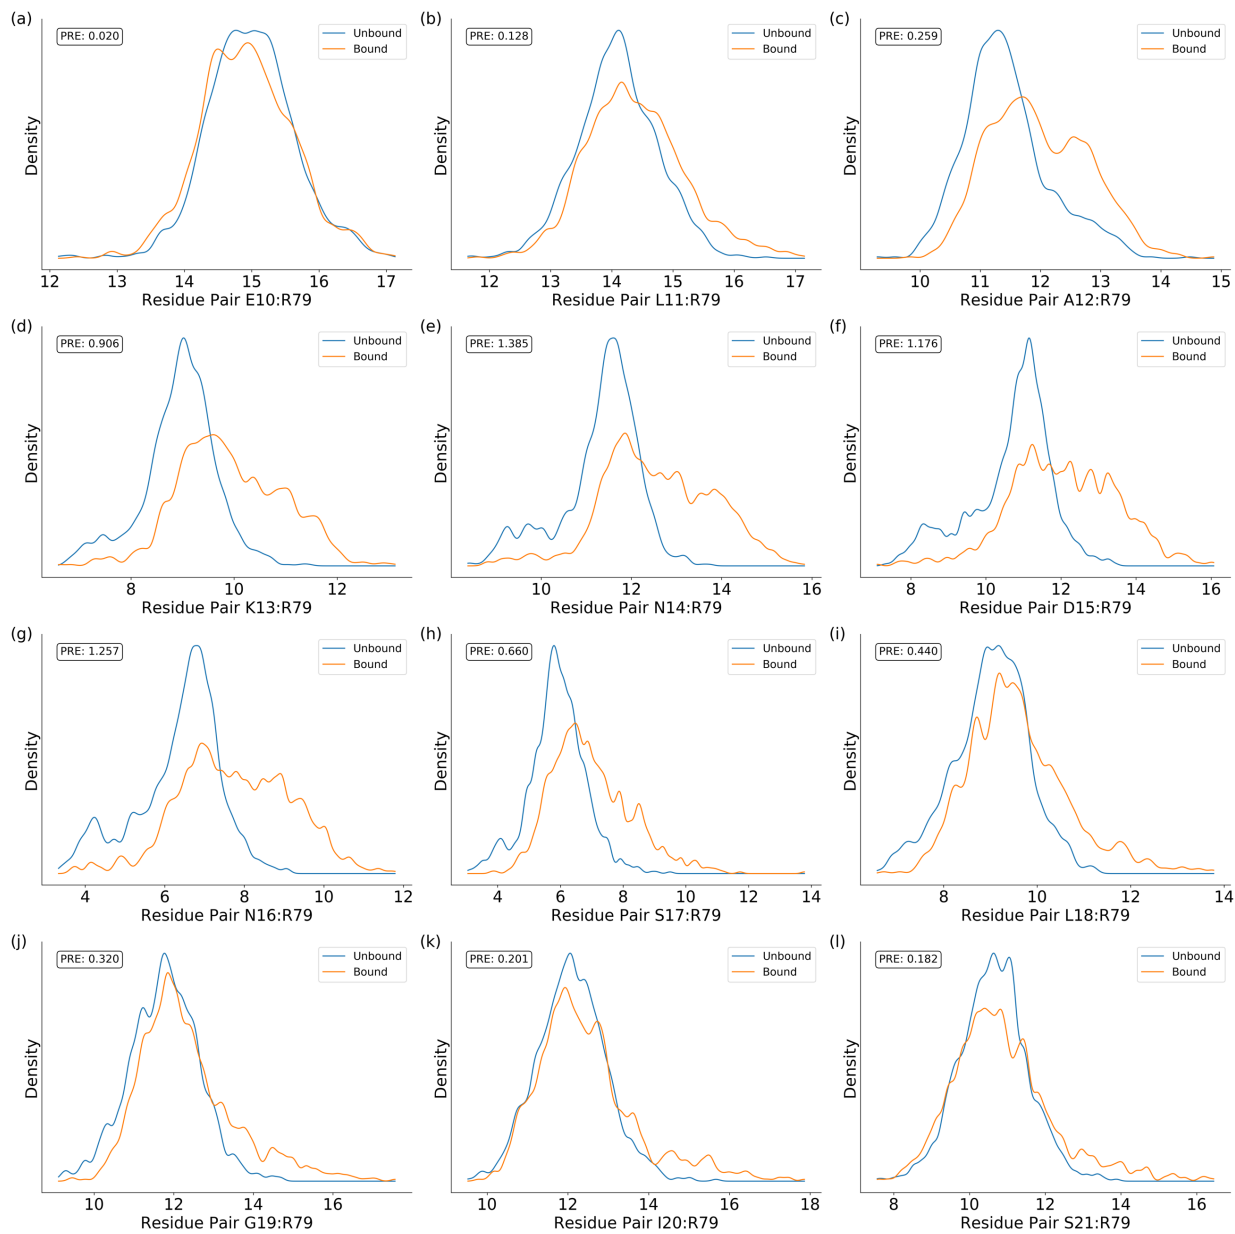 (a)
PRE: 0.020
Unbound
Bound
Density
12 13 14 15 16 17
Residue Pair E10:R79
(b)
PRE: 0.128
Unbound
Bound
Density
12 13 14 15 16 17
Residue Pair L11:R79
(c)
PRE: 0.259
Unbound
Bound
Density
10 11 12 13 14 15
Residue Pair A12:R79
(d)
PRE: 0.906
Unbound
Bound
Density
8 10 12
Residue Pair K13:R79
(e)
PRE: 1.385
Unbound
Bound
Density
10 12 14 16
Residue Pair N14:R79
(f)
PRE: 1.176
Unbound
Bound
Density
8 10 12 14 16
Residue Pair D15:R79
(g)
PRE: 1.257
Unbound
Bound
Density
4 6 8 10 12
Residue Pair N16:R79
(h)
PRE: 0.660
Unbound
Bound
Density
4 6 8 10 12 14
Residue Pair S17:R79
(i)
PRE: 0.440
Unbound
Bound
Density
8 10 12 14
Residue Pair L18:R79
(j)
PRE: 0.320
Unbound
Bound
Density
10 12 14 16
Residue Pair G19:R79
(k)
PRE: 0.201
Unbound
Bound
Density
10 12 14 16 18
Residue Pair I20:R79
(l)
PRE: 0.182
Unbound
Bound
Density
8 10 12 14 16
Residue Pair S21:R79